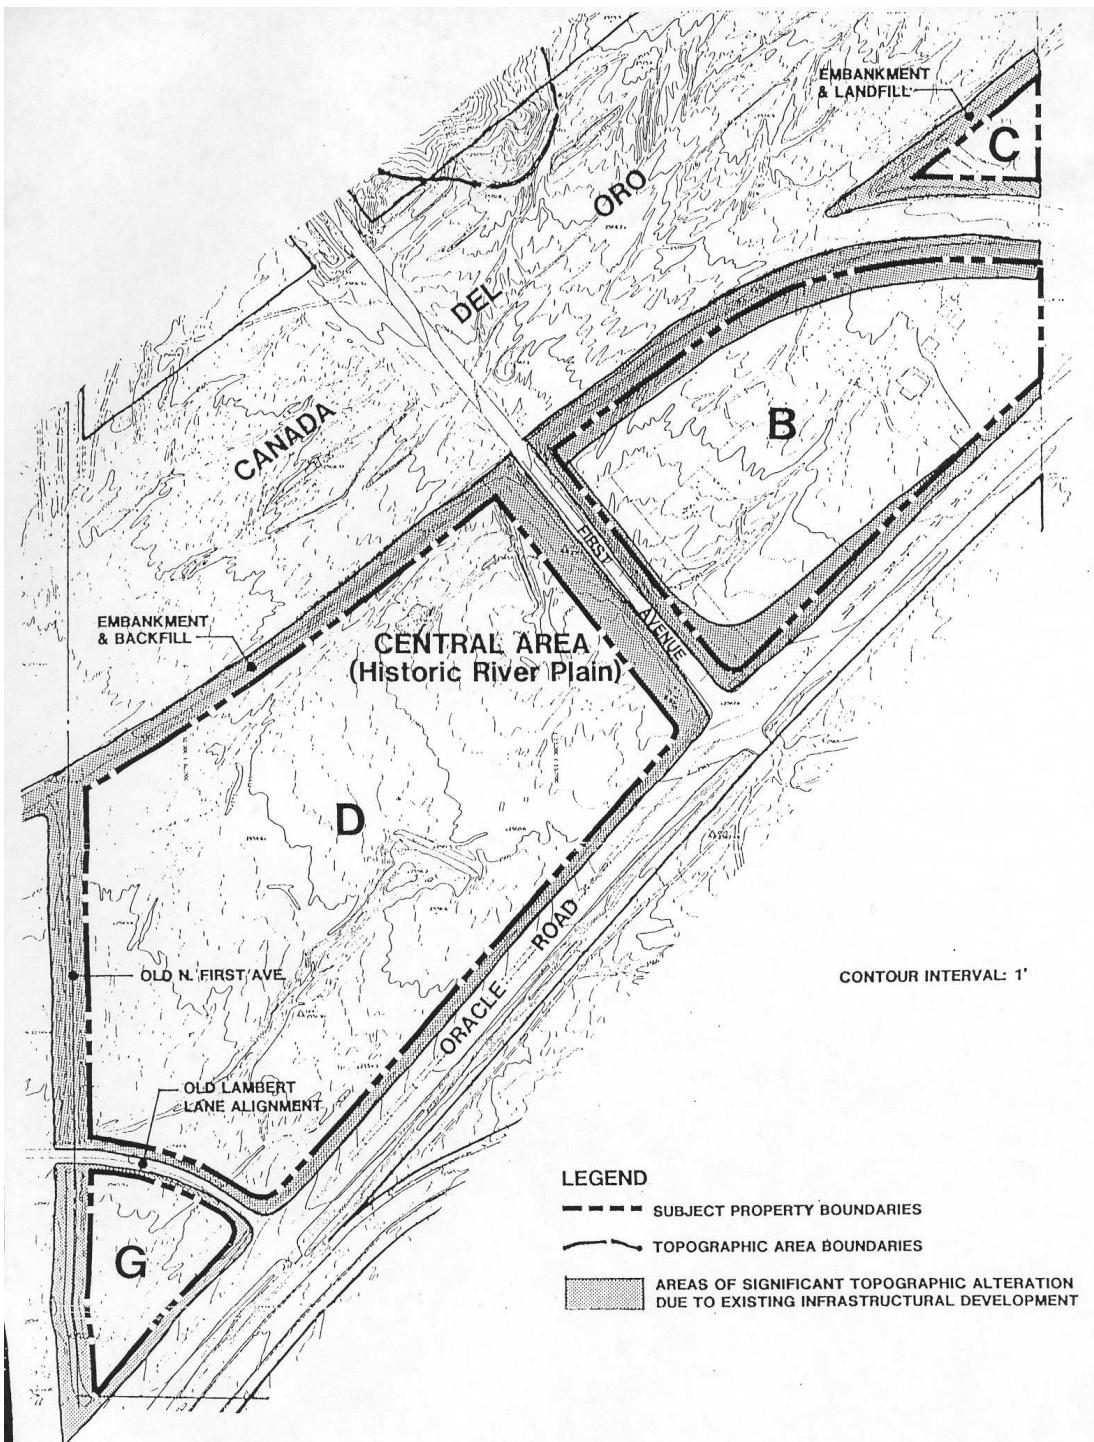 EMBANKMENT
& LANDFILL
C
ORO
DEL
CANADA
B
FIRST
AVENUE
EMBANKMENT
& BACKFILL
CENTRAL AREA
(Historic River Plain)
D
OLD N. FIRST AVE.
ORACLE ROAD
CONTOUR INTERVAL: 1'
OLD LAMBERT
LANE ALIGNMENT
G
LEGEND
SUBJECT PROPERTY BOUNDARIES
TOPOGRAPHIC AREA BOUNDARIES
AREAS OF SIGNIFICANT TOPOGRAPHIC ALTERATION
DUE TO EXISTING INFRASTRUCTURAL DEVELOPMENT